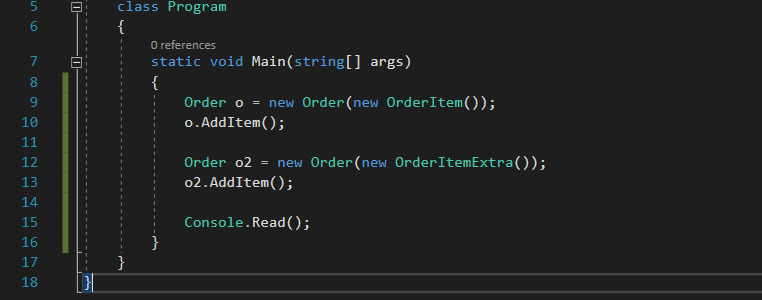 5 class Program
6 {
0 references
7 static void Main(string[] args)
8 {
9 Order o = new Order(new OrderItem());
10 o.AddItem();
11
12 Order o2 = new Order(new OrderItemExtra());
13 o2.AddItem();
14
15 Console.Read();
16 }
17 }
18 }